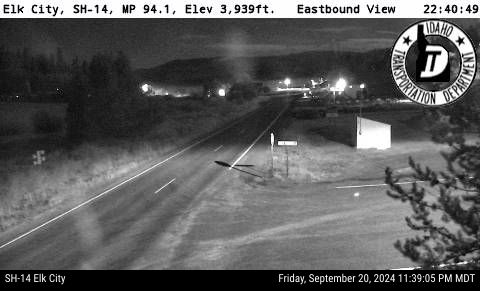 Elk City, SH-14, MP 94.1, Elev 3,939ft. Eastbound View 22:40:49
IDAHO
TRANSPORTATION DEPARTMENT
SH-14 Elk City Friday, September 20, 2024 11:39:05 PM MDT